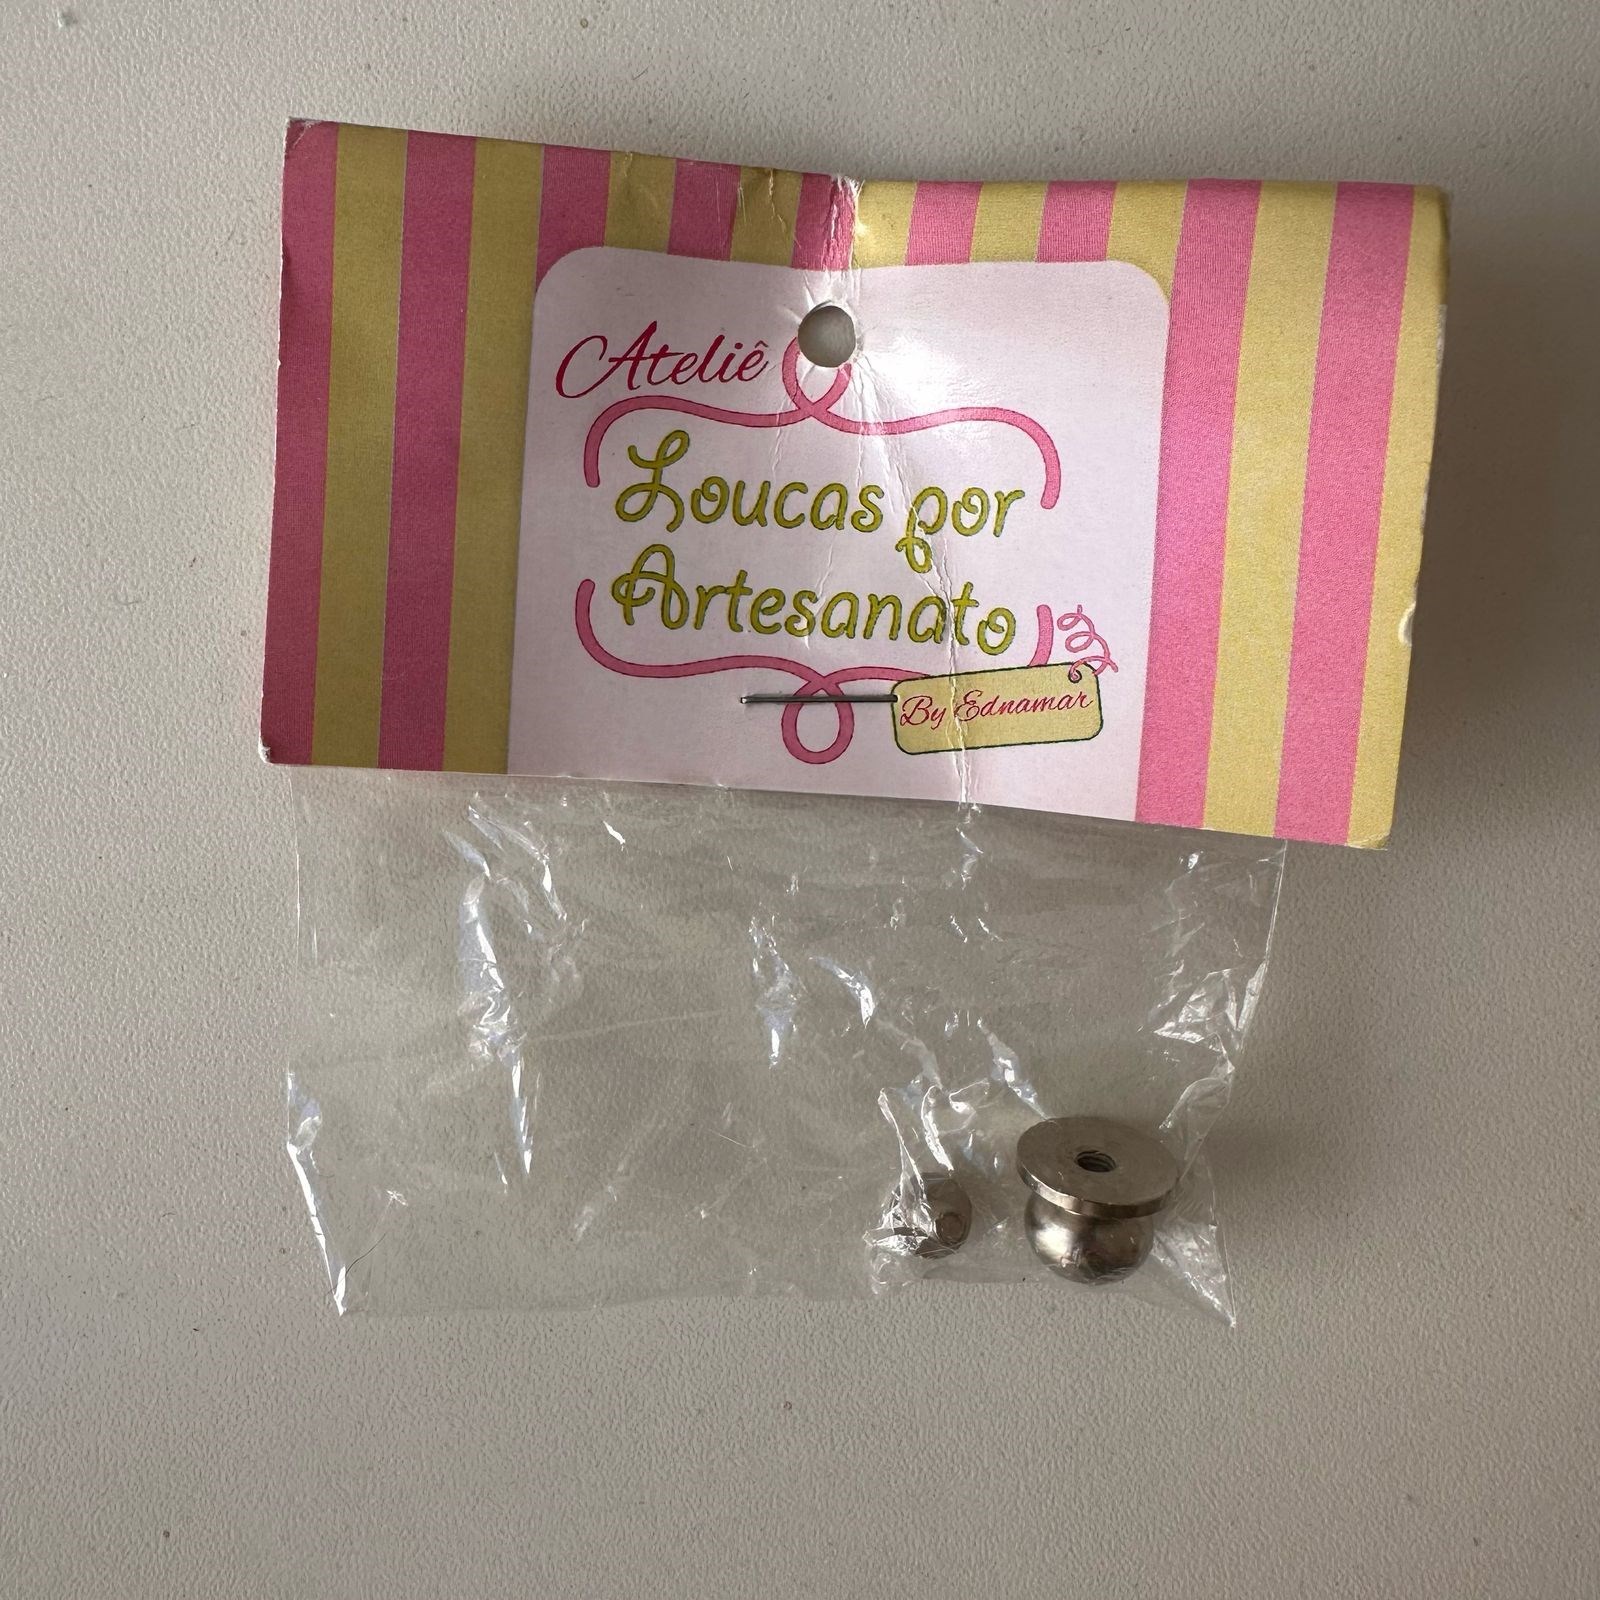 Ateliê
Loucas por
Artesanato
By Ednamar